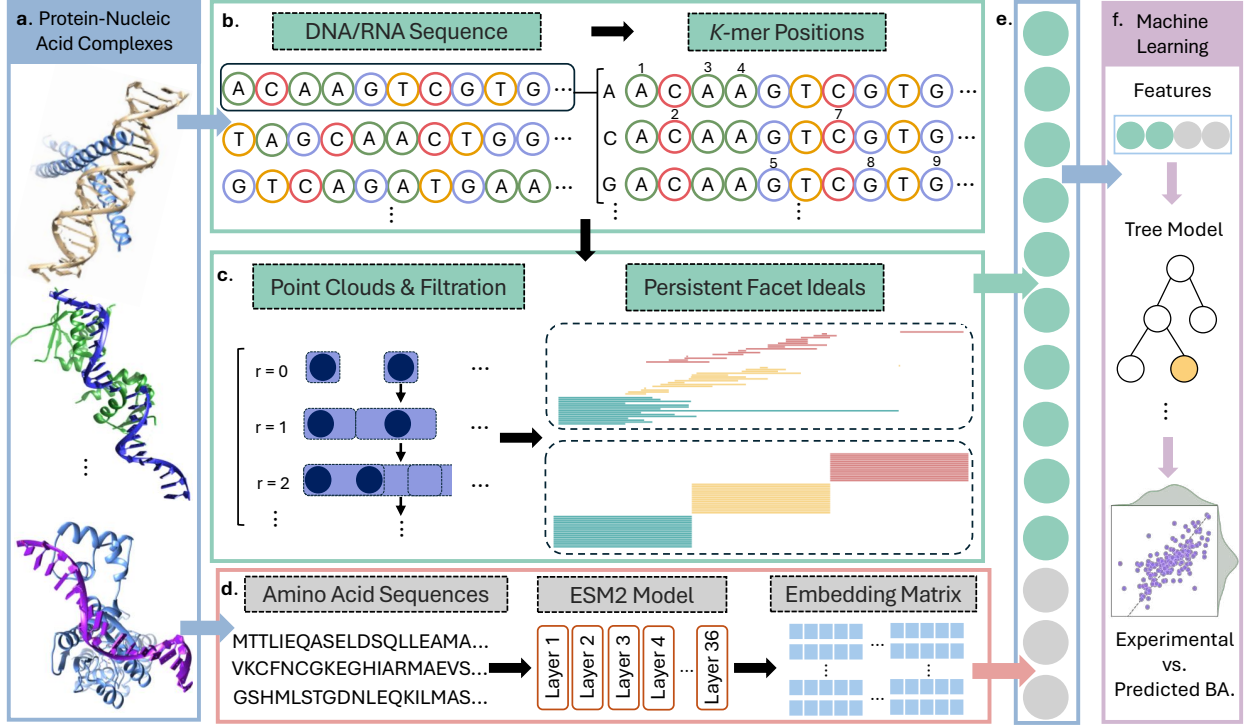 a. Protein-Nucleic
Acid Complexes
⋮
b.
DNA/RNA Sequence
K-mer Positions
A C A A G T C G T G ...
T A G C A A C T G G ...
G T C A G A T G A A ...
⋮
1 3 4
A A C A A G T C G T G ...
2 7
C A C A A G T C G T G ...
5 8 9
G A C A A G T C G T G ...
⋮ ⋮
c.
Point Clouds & Filtration
Persistent Facet Ideals
r = 0 ...
r = 1 ...
r = 2 ...
⋮ ⋮
d.
Amino Acid Sequences
ESM2 Model
Embedding Matrix
MTTLIEQASELDSQLLEAMA...
VKCFNCGKEGHIARMAEVS...
GSHMLSTGDNLEQKILMAS...
Layer 1
Layer 2
Layer 3
Layer 4
...
Layer 36
...
⋮ ⋮
...
e.
f. Machine
Learning
Features
Tree Model
⋮
Experimental
vs.
Predicted BA.